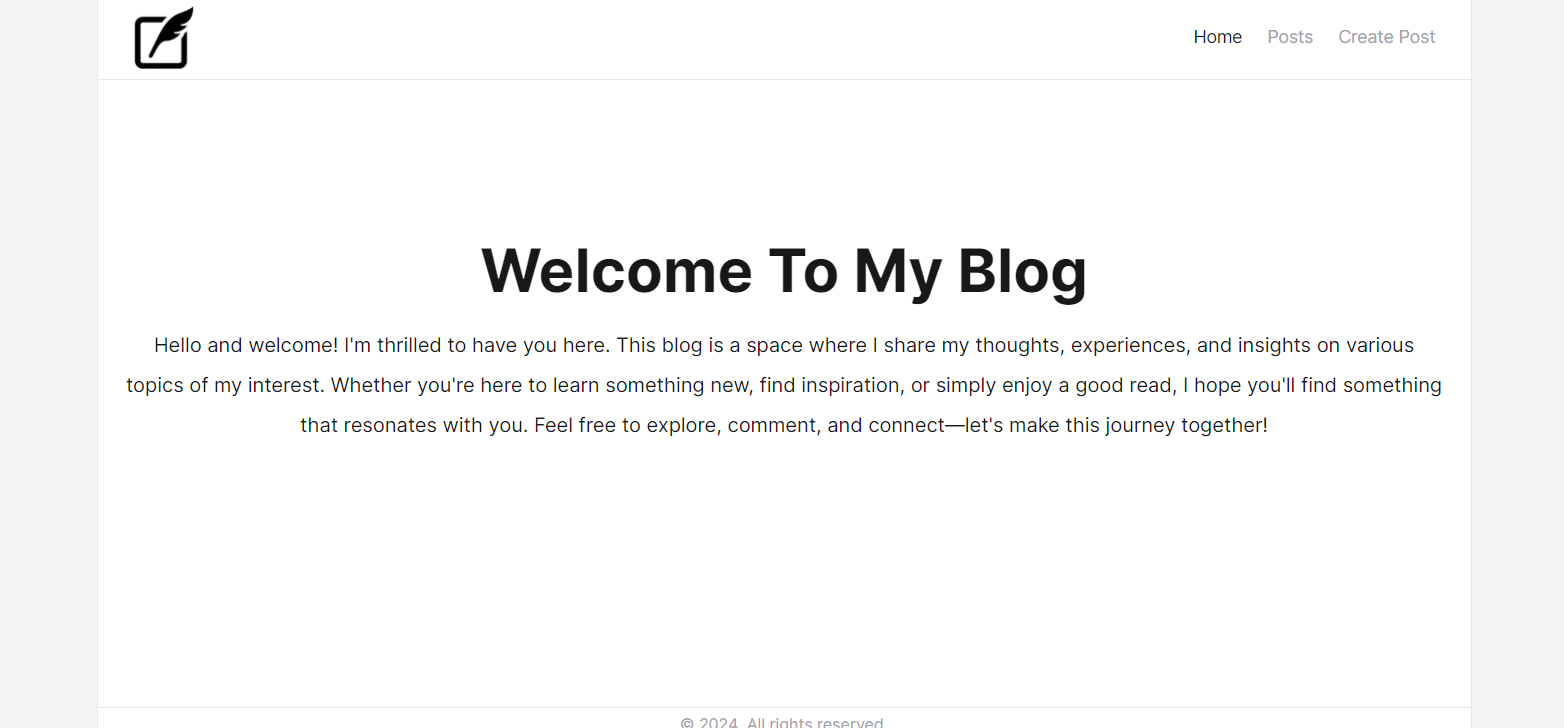 Home Posts Create Post
Welcome To My Blog
Hello and welcome! I'm thrilled to have you here. This blog is a space where I share my thoughts, experiences, and insights on various
topics of my interest. Whether you're here to learn something new, find inspiration, or simply enjoy a good read, I hope you'll find something
that resonates with you. Feel free to explore, comment, and connect—let's make this journey together!
© 2024. All rights reserved